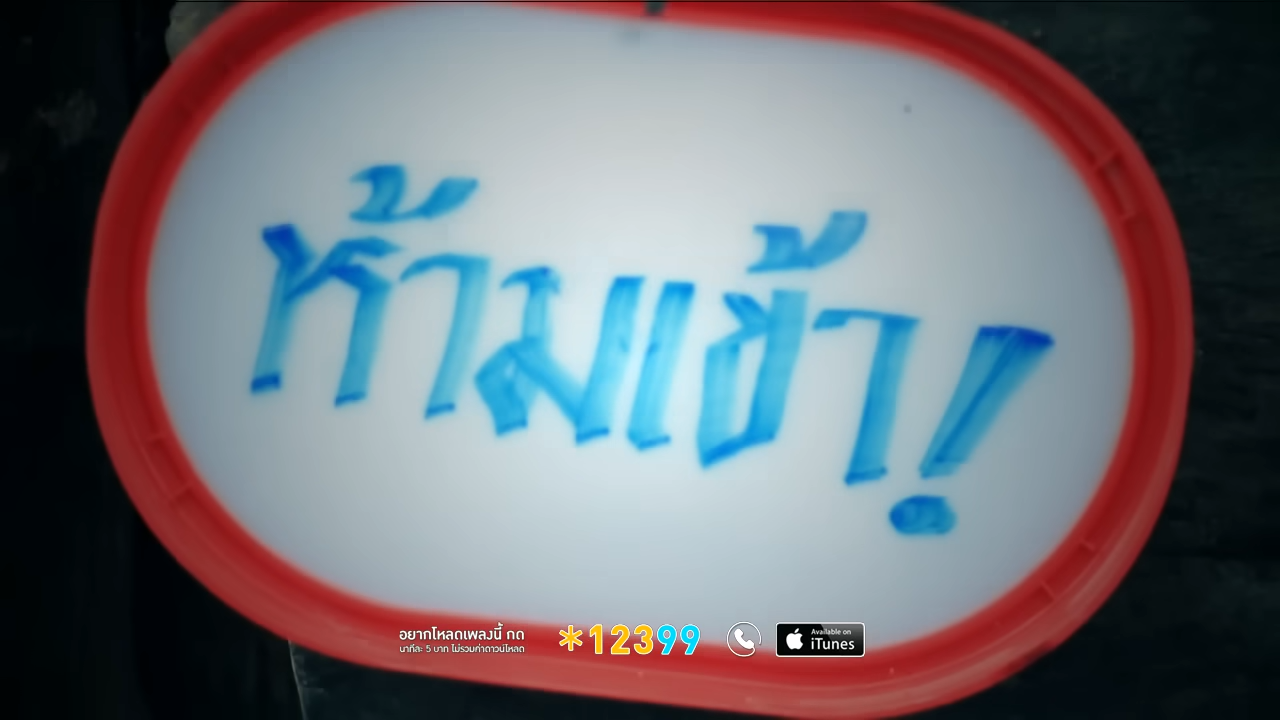 ห้ามเข้า!
อยากโหลดเพลงนี้ กด
นาทีละ 5 บาท ไม่รวมค่าดาวน์โหลด
*12399
Available on
iTunes